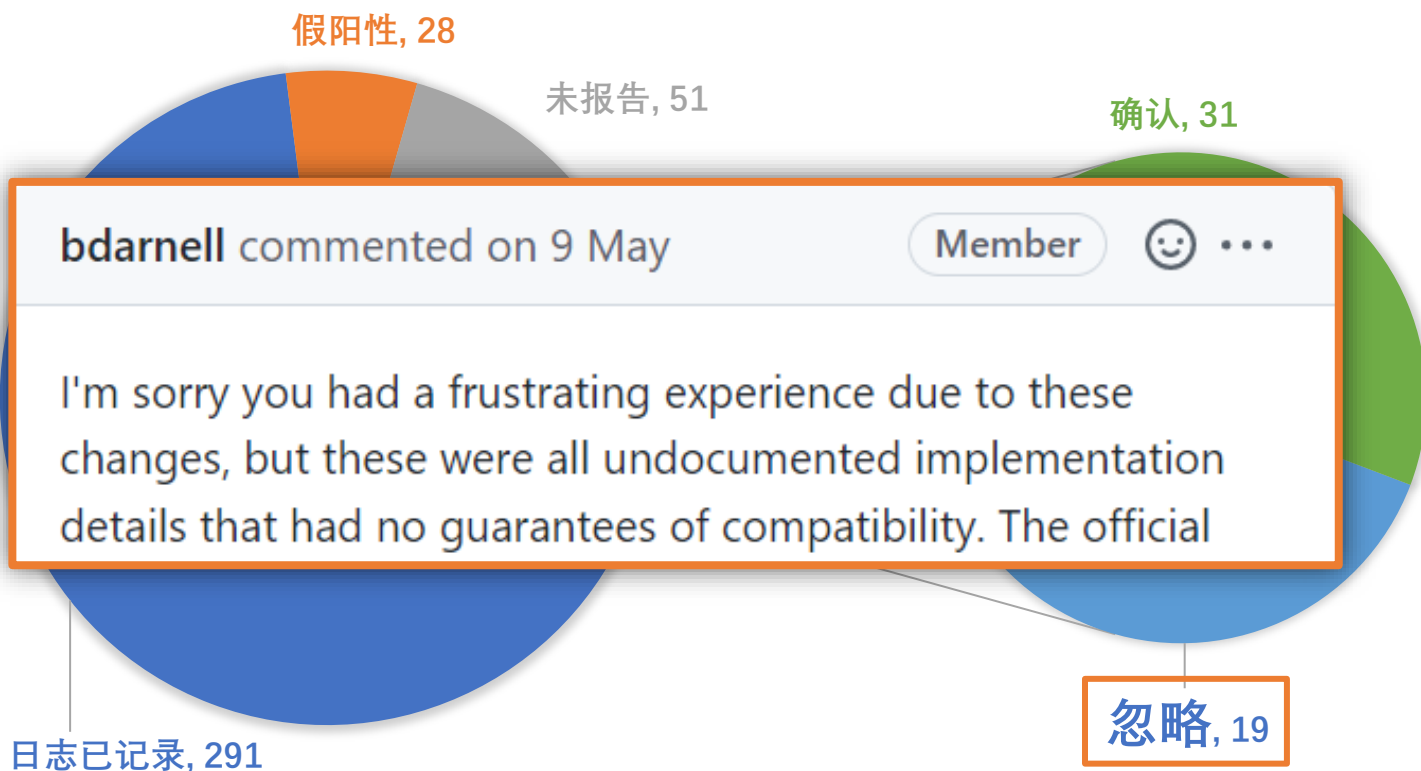 假阳性, 28
未报告, 51
确认, 31
bdarnell commented on 9 May
Member
I'm sorry you had a frustrating experience due to these
changes, but these were all undocumented implementation
details that had no guarantees of compatibility. The official
忽略, 19
日志已记录, 291